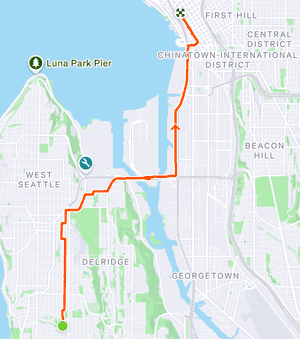 FIRST HILL
CENTRAL
DISTRICT
CHINATOWN-INTERNATIONAL
DISTRICT
Luna Park Pier
BEACON
HILL
WEST
SEATTLE
DELRIDGE
GEORGETOWN